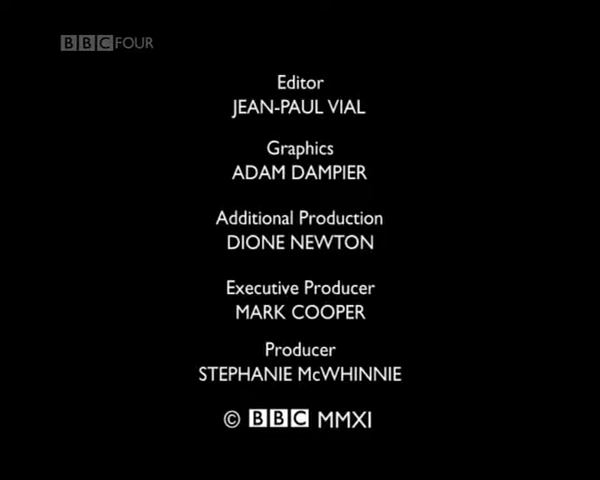 BBC FOUR
Editor
JEAN-PAUL VIAL
Graphics
ADAM DAMPIER
Additional Production
DIONE NEWTON
Executive Producer
MARK COOPER
Producer
STEPHANIE McWHINNIE
© BBC MMXI